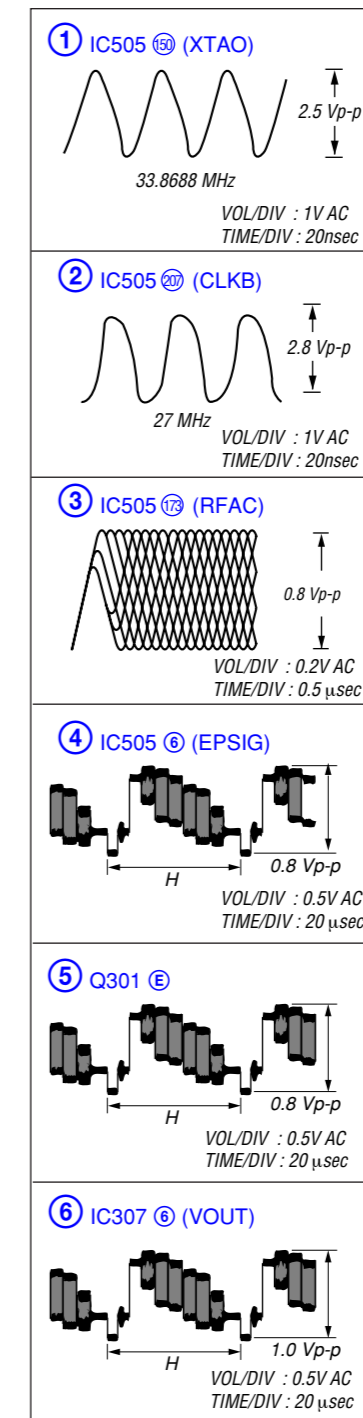 ① IC505 150 (XTAO)
2.5 Vp-p
33.8688 MHz
VOL/DIV : 1V AC
TIME/DIV : 20nsec
② IC505 207 (CLKB)
2.8 Vp-p
27 MHz
VOL/DIV : 1V AC
TIME/DIV : 20nsec
③ IC505 173 (RFAC)
0.8 Vp-p
VOL/DIV : 0.2V AC
TIME/DIV : 0.5 µsec
④ IC505 ⑥ (EPSIG)
0.8 Vp-p
H
VOL/DIV : 0.5V AC
TIME/DIV : 20 µsec
⑤ Q301 Ⓔ
0.8 Vp-p
H
VOL/DIV : 0.5V AC
TIME/DIV : 20 µsec
⑥ IC307 ⑥ (VOUT)
1.0 Vp-p
H
VOL/DIV : 0.5V AC
TIME/DIV : 20 µsec